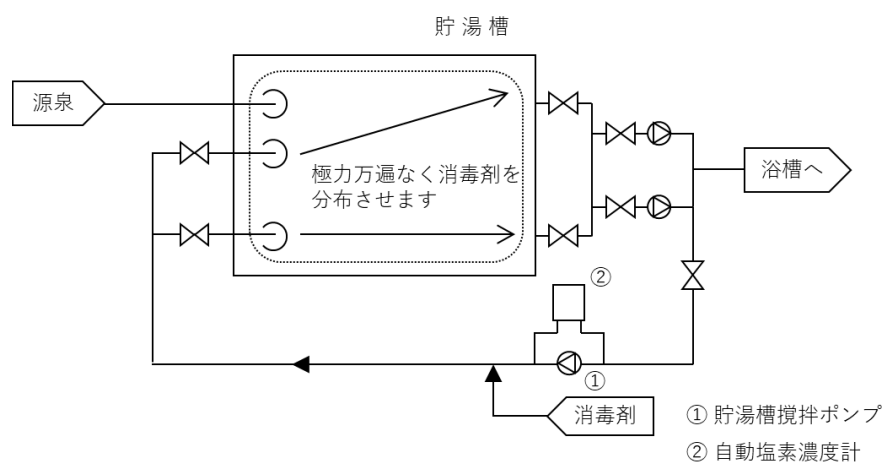 貯湯槽
源泉
極力万遍なく消毒剤を
分布させます
浴槽へ
②
①
消毒剤
① 貯湯槽撹拌ポンプ
② 自動塩素濃度計